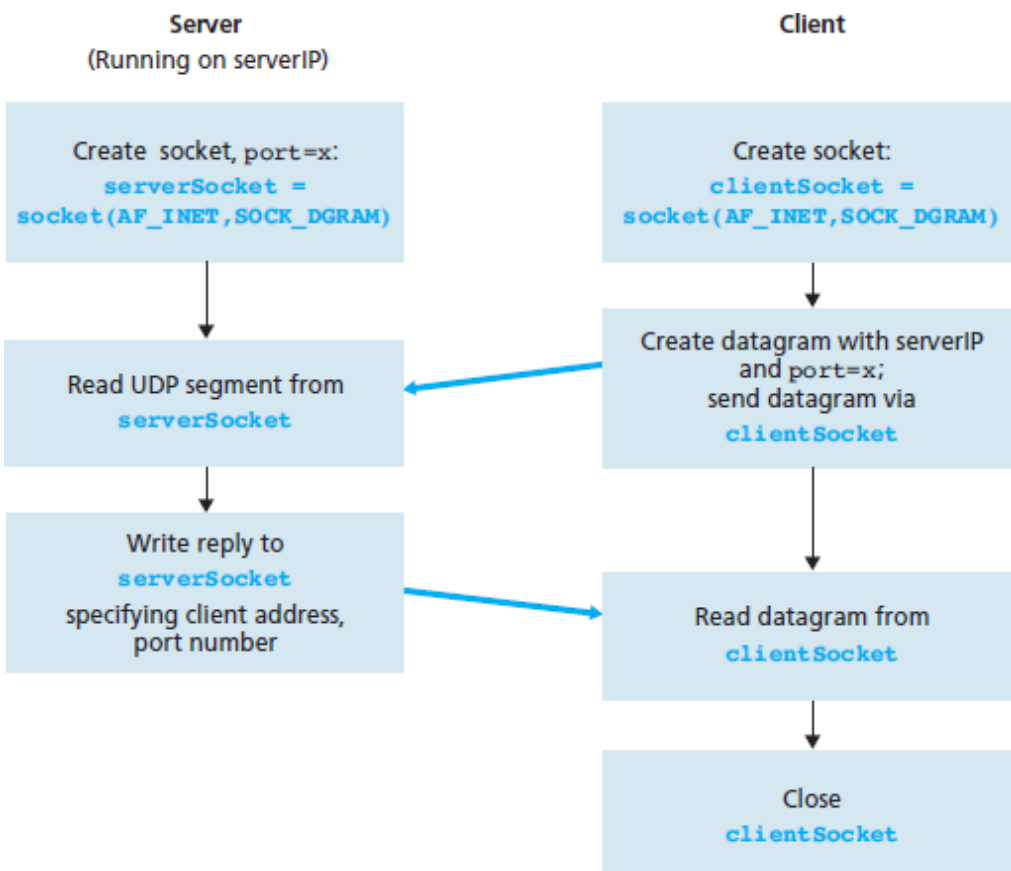 Server
(Running on serverIP)
Create socket, port=x:
serverSocket =
socket(AF_INET,SOCK_DGRAM)
Read UDP segment from
serverSocket
Write reply to
serverSocket
specifying client address,
port number
Client
Create socket:
clientSocket =
socket(AF_INET,SOCK_DGRAM)
Create datagram with serverIP
and port=x;
send datagram via
clientSocket
Read datagram from
clientSocket
Close
clientSocket